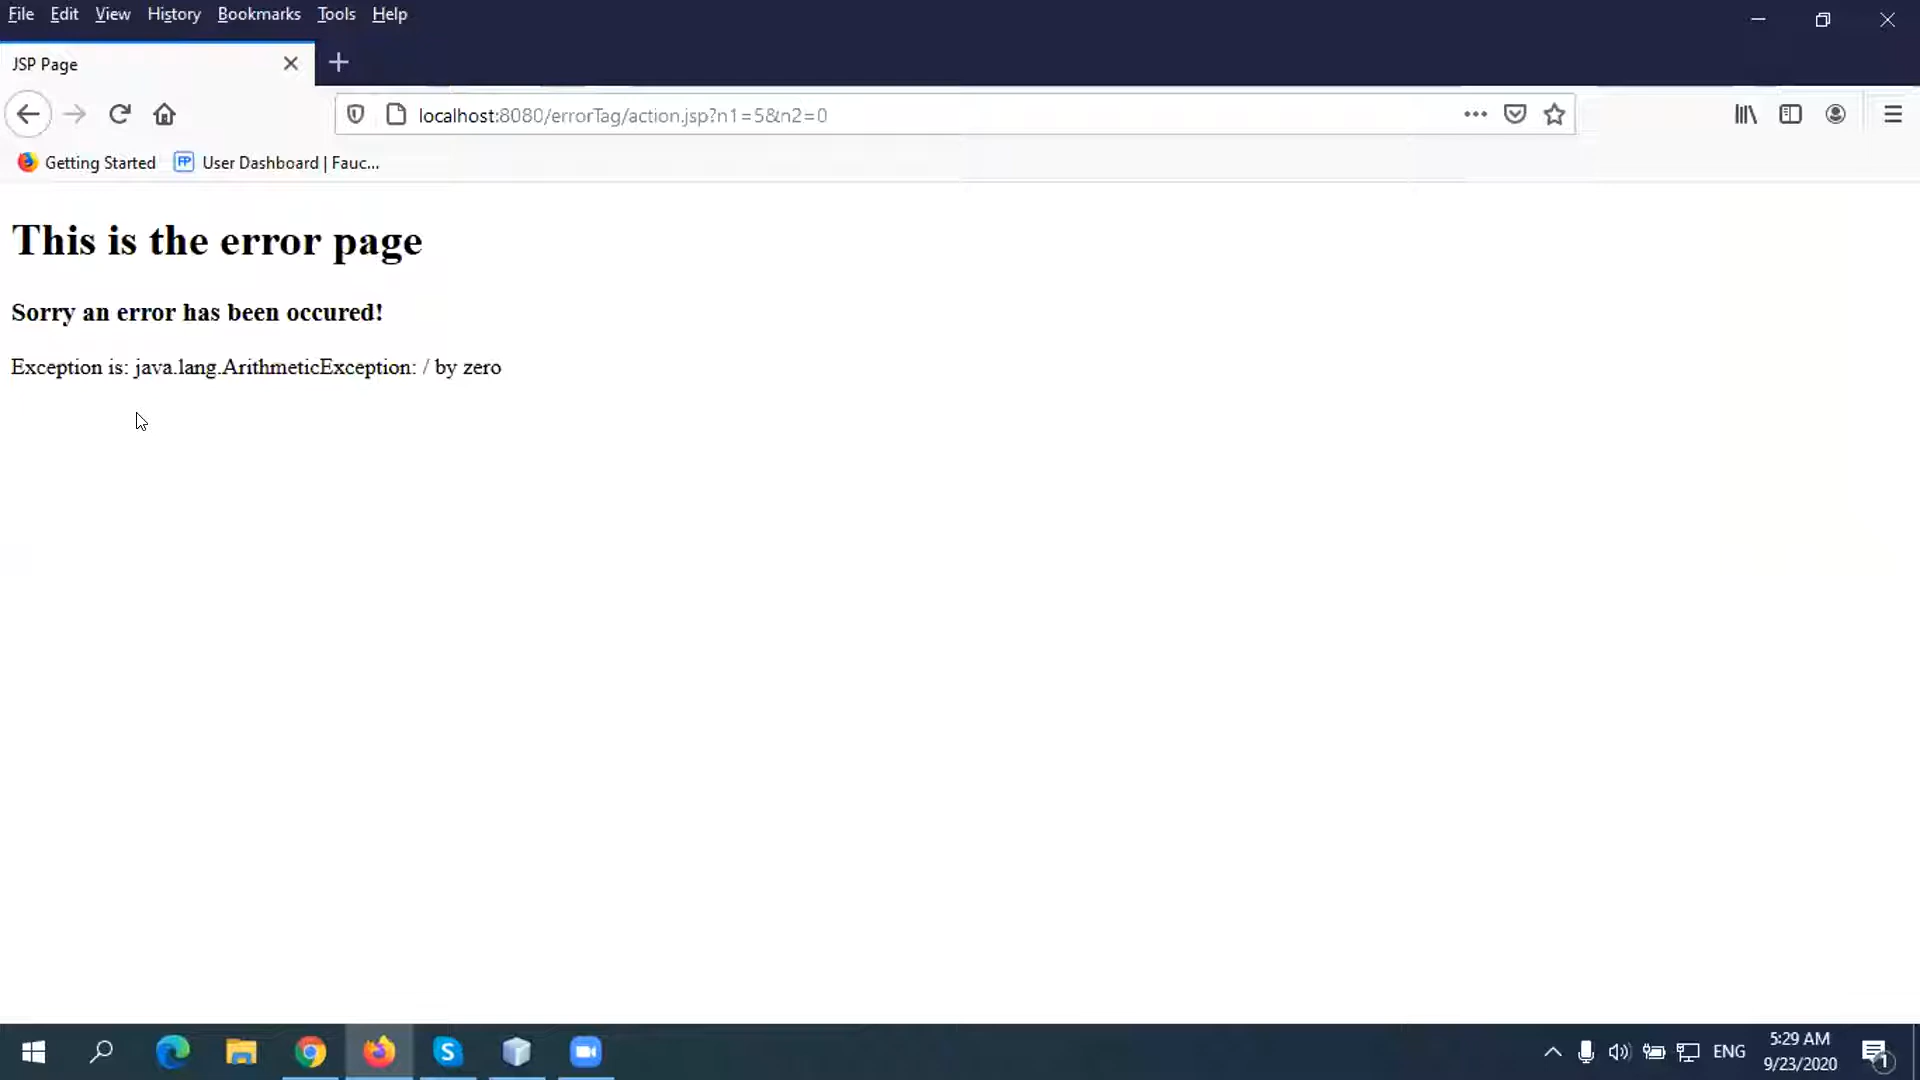 File Edit View History Bookmarks Tools Help
JSP Page
localhost:8080/errorTag/action.jsp?n1=5&n2=0
Getting Started User Dashboard | Fauc...
This is the error page
Sorry an error has been occured!
Exception is: java.lang.ArithmeticException: / by zero
ENG
5:29 AM
9/23/2020
1